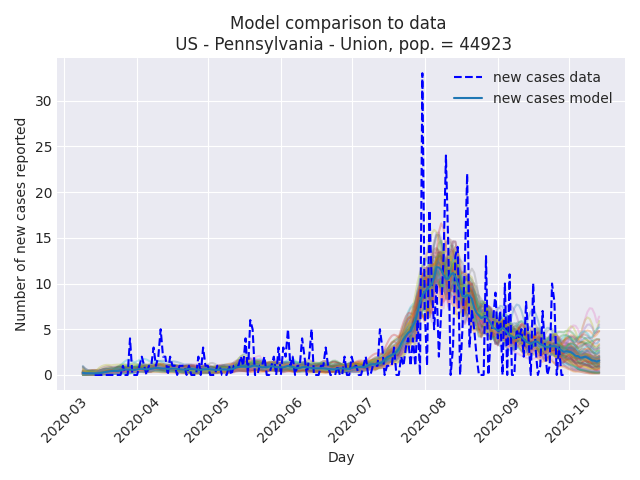 Model comparison to data
US - Pennsylvania - Union, pop. = 44923
Number of new cases reported
30
25
20
15
10
5
0
new cases data
new cases model
2020-03
2020-04
2020-05
2020-06
2020-07
2020-08
2020-09
2020-10
Day